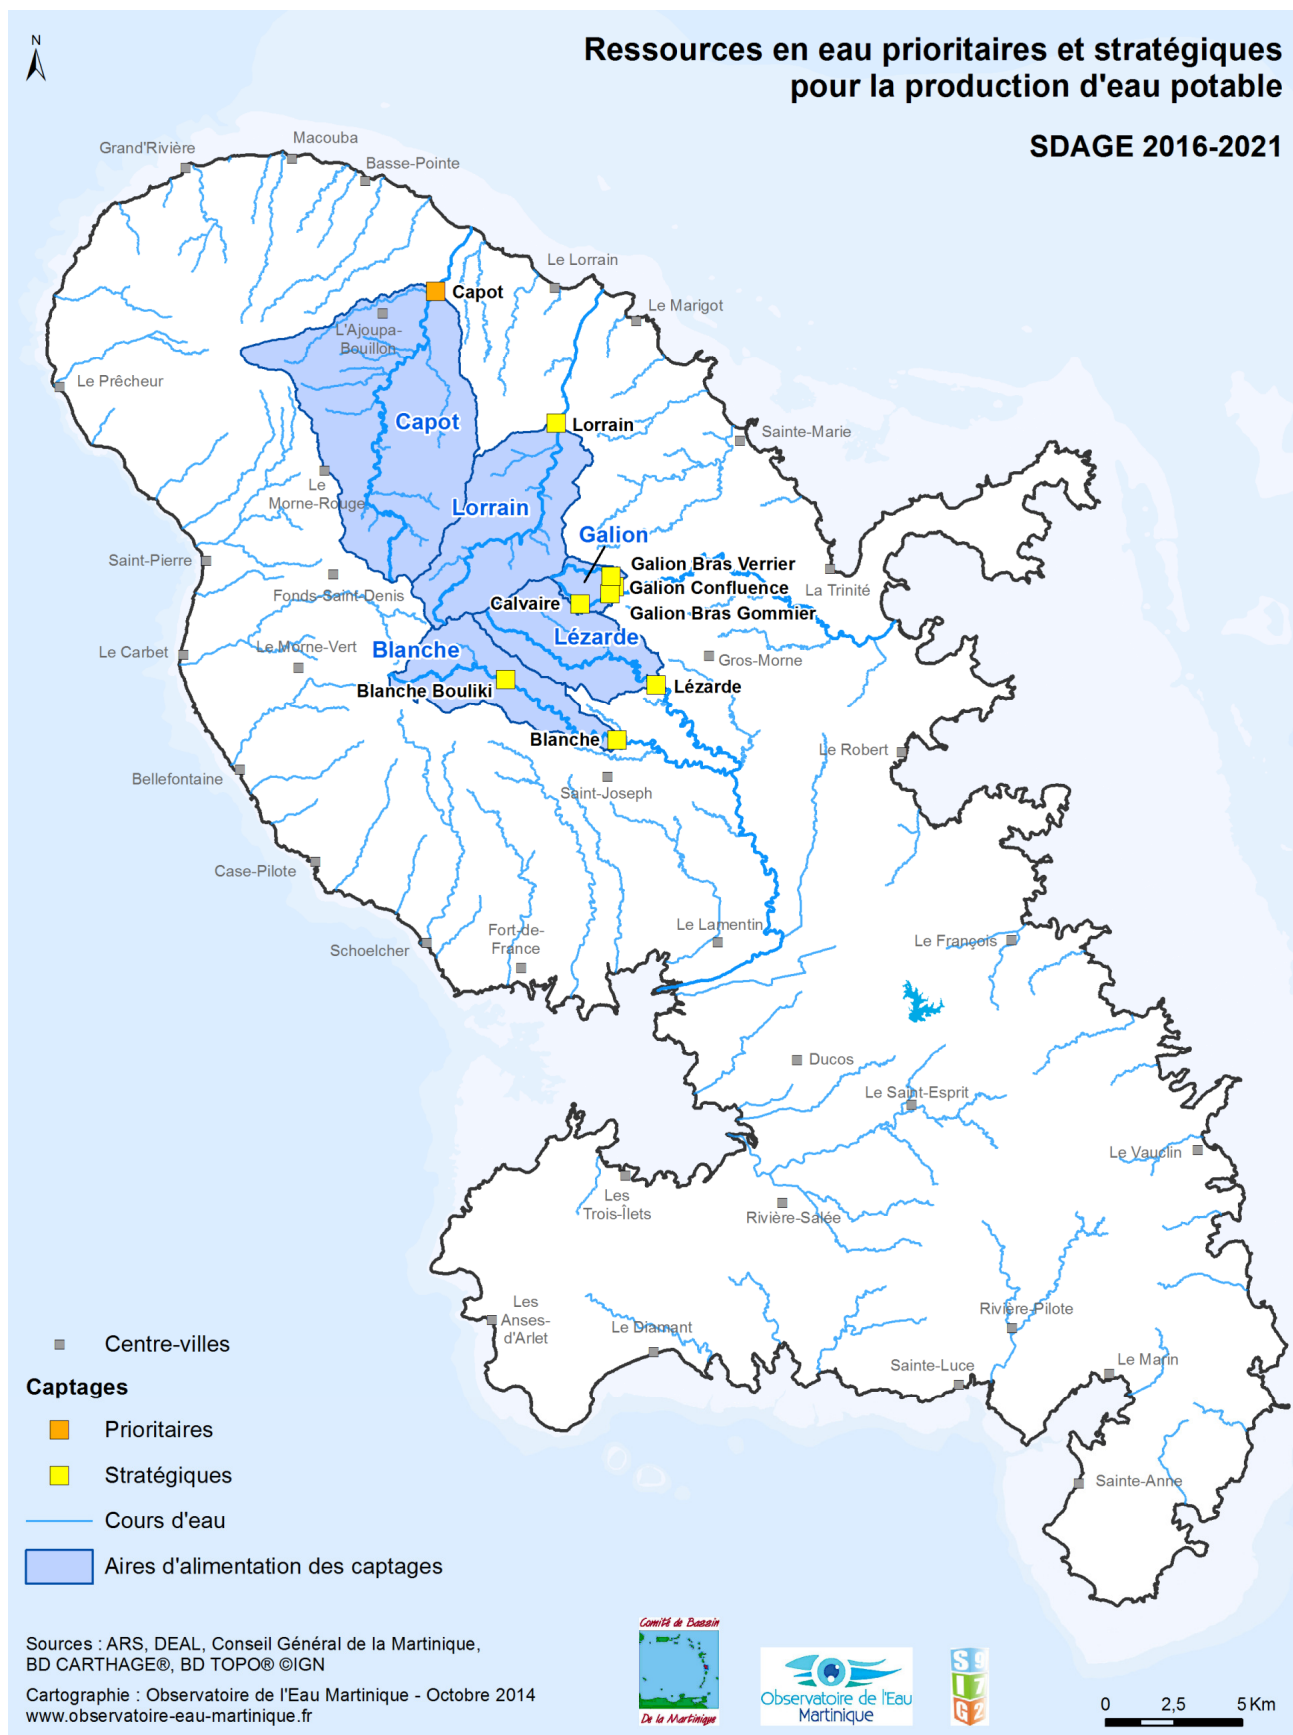 N
Ressources en eau prioritaires et stratégiques
pour la production d'eau potable
SDAGE 2016-2021
Macouba
Grand'Rivière
Basse-Pointe
Le Lorrain
Capot
Le Marigot
L'Ajoupa-
Bouillon
Le Prêcheur
Capot
Lorrain
Sainte-Marie
Le
Morne-Rouge
Lorrain
Galion
Saint-Pierre
Galion Bras Verrier
Galion Confluence
La Trinité
Fonds-Saint-Denis
Calvaire
Galion Bras Gommier
Lézarde
Le Morne-Vert
Blanche
Le Carbet
Gros-Morne
Blanche Bouliki
Lézarde
Blanche
Le Robert
Bellefontaine
Saint-Joseph
Case-Pilote
Le Lamentin
Fort-de-
France
Schoelcher
Le François
Ducos
Le Saint-Esprit
Le Vauclin
Les
Trois-Îlets
Rivière-Salée
Les
Anses-
d'Arlet
Rivière-Pilote
Le Diamant
Sainte-Luce
Le Marin
Sainte-Anne
Centre-villes
Captages
Prioritaires
Stratégiques
Cours d'eau
Aires d'alimentation des captages
Sources : ARS, DEAL, Conseil Général de la Martinique,
BD CARTHAGE®, BD TOPO® ©IGN
Cartographie : Observatoire de l'Eau Martinique - Octobre 2014
www.observatoire-eau-martinique.fr
Comité de Bassin
De la Martinique
Observatoire de l'Eau
Martinique
S 9
I 7
G 2
0 2,5 5 Km